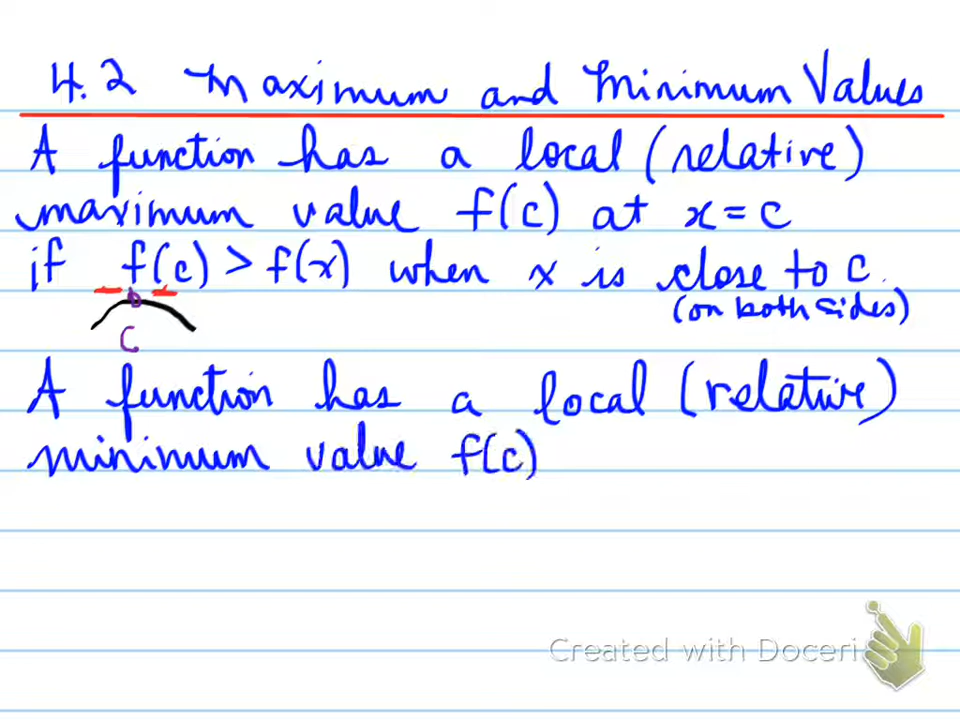 4.2 Maximum and Minimum Values
A function has a local (relative)
maximum value f(c) at x = c
if f(c) > f(x) when x is close to c.
(on both sides)
c
A function has a local (relative)
minimum value f(c)
Created with Doceri